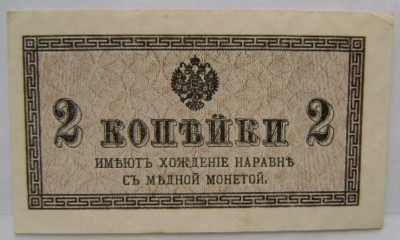 2 КОПѢЙКИ 2
ИМѢЮТЪ ХОЖДЕНІЕ НАРАВНѢ
СЪ МѢДНОЙ МОНЕТОЙ.